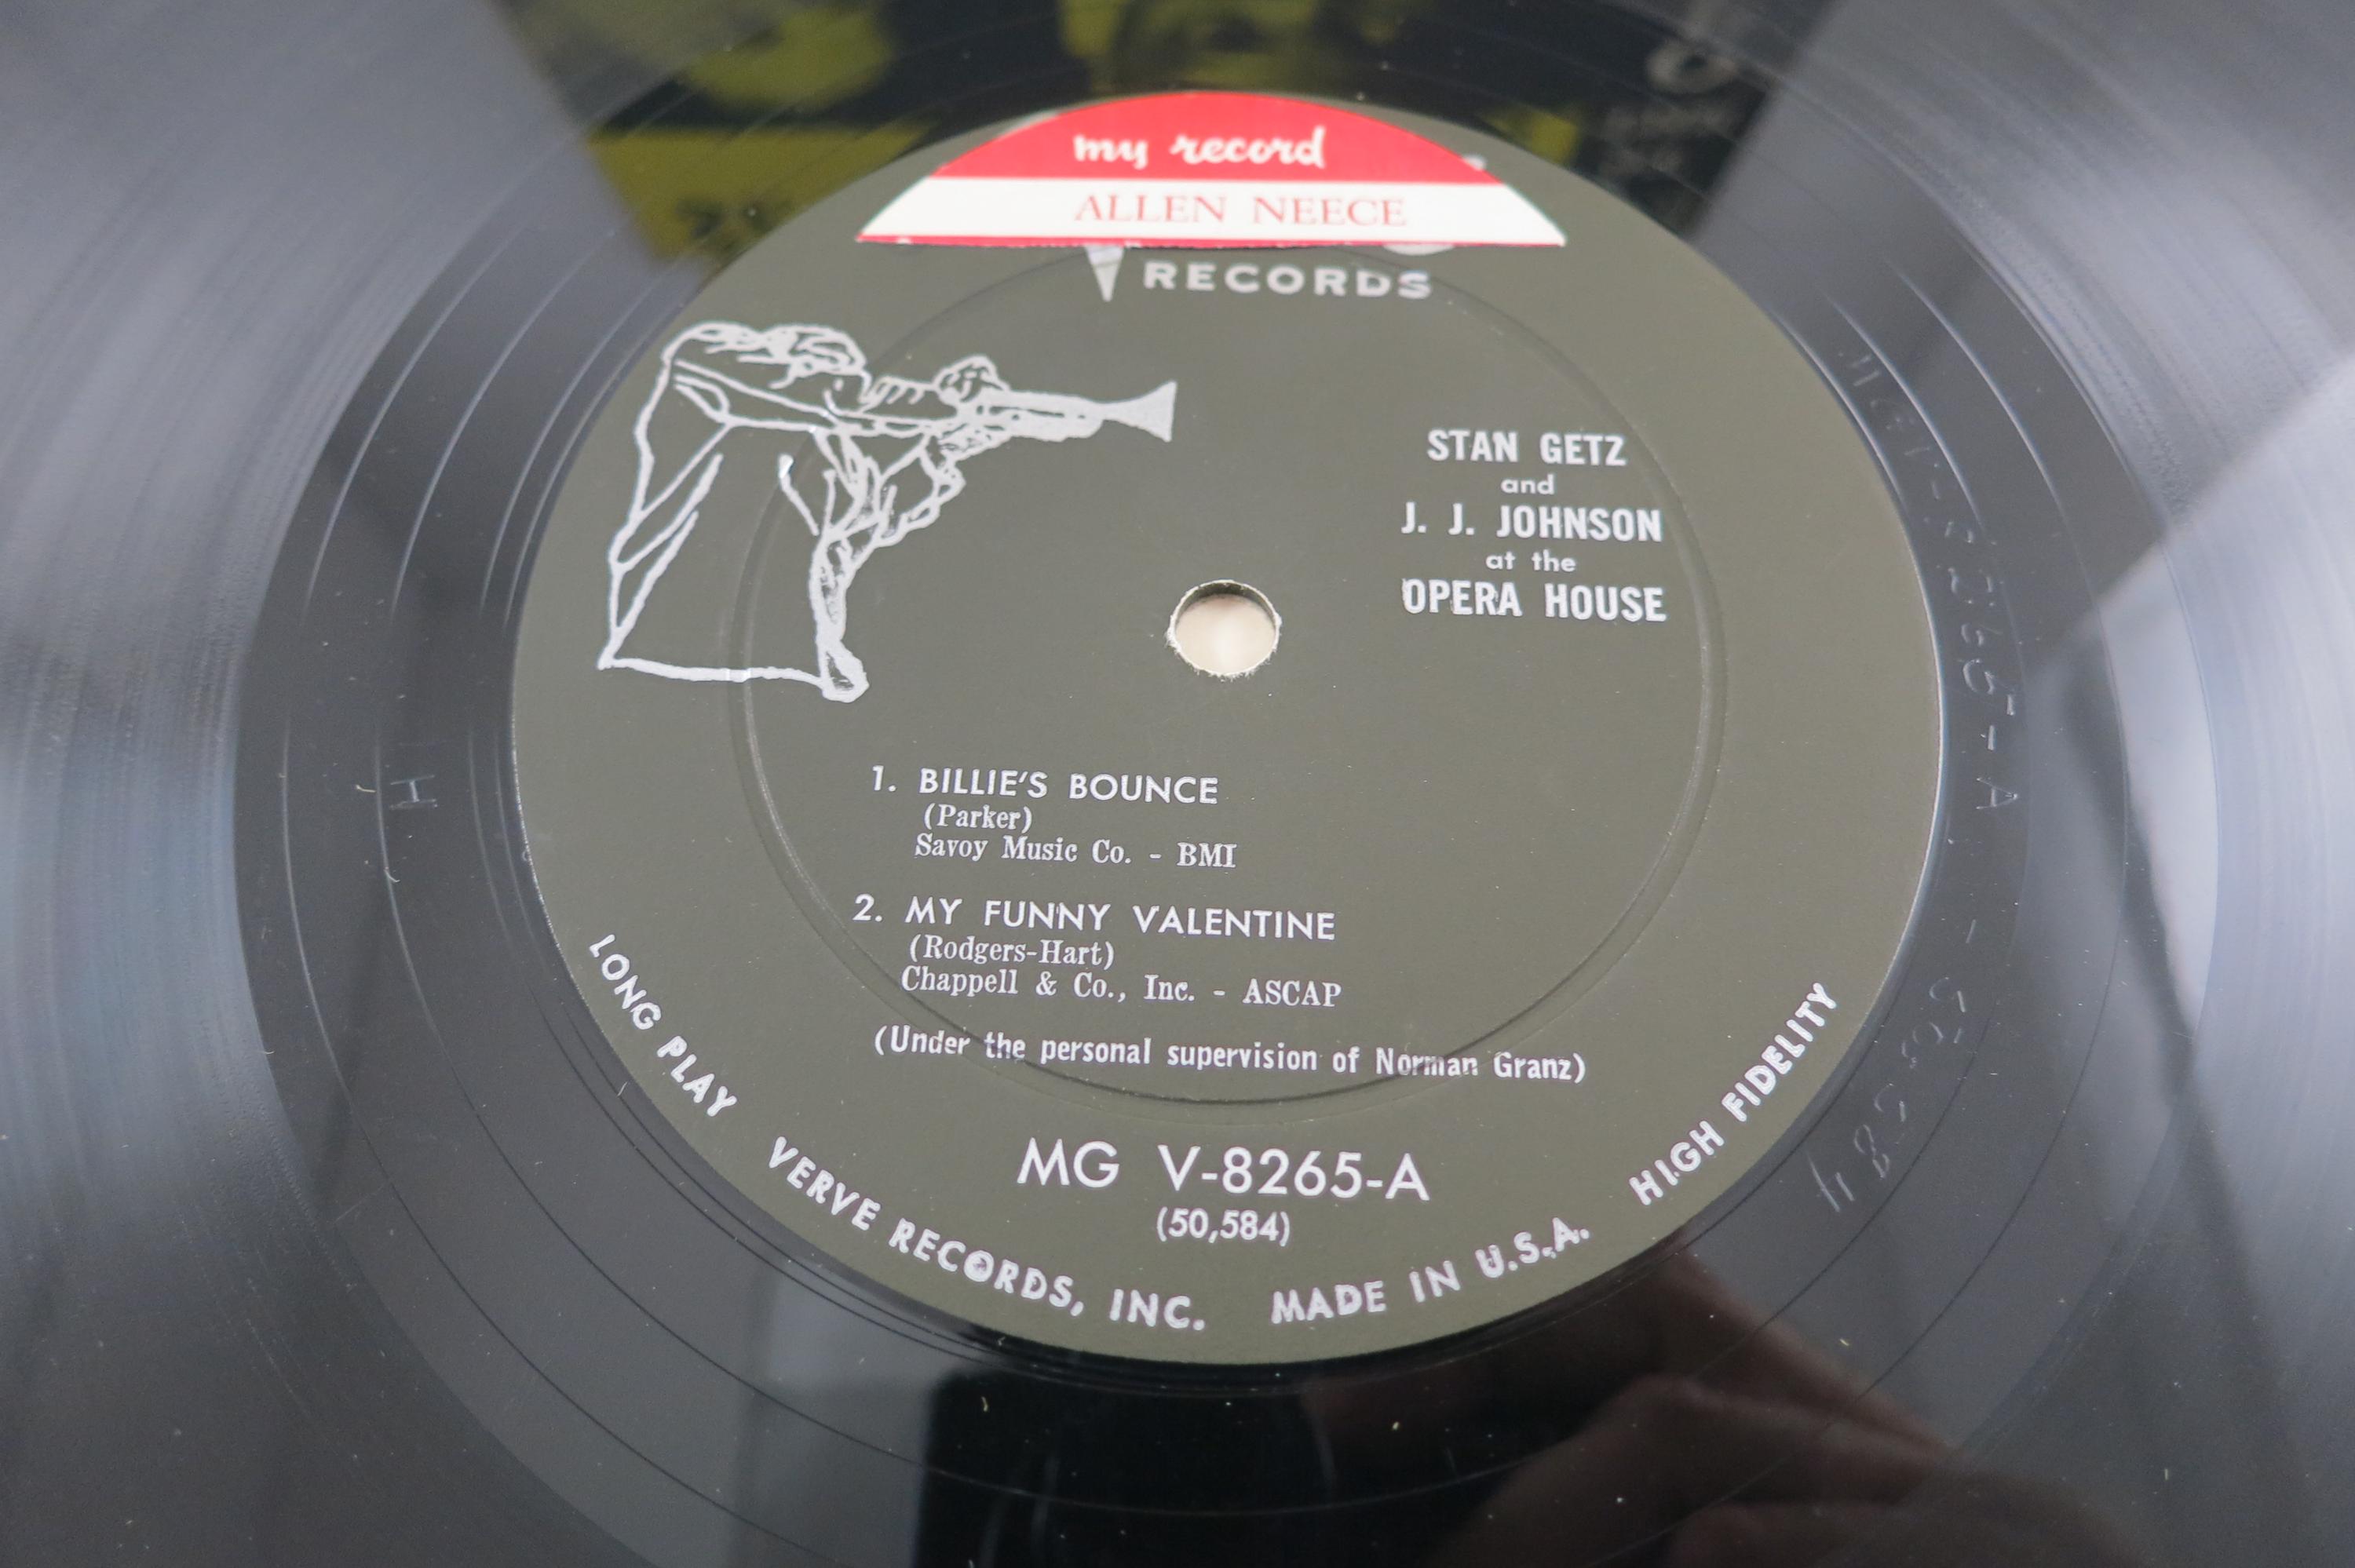 my record
ALLEN NEECE
RECORDS
STAN GETZ
and
J. J. JOHNSON
at the
OPERA HOUSE
1. BILLIE'S BOUNCE
(Parker)
Savoy Music Co. - BMI
2. MY FUNNY VALENTINE
(Rodgers-Hart)
Chappell & Co., Inc. - ASCAP
(Under the personal supervision of Norman Granz)
MG V-8265-A
(50,584)
LONG PLAY VERVE RECORDS, INC. MADE IN U.S.A. HIGH FIDELITY
H